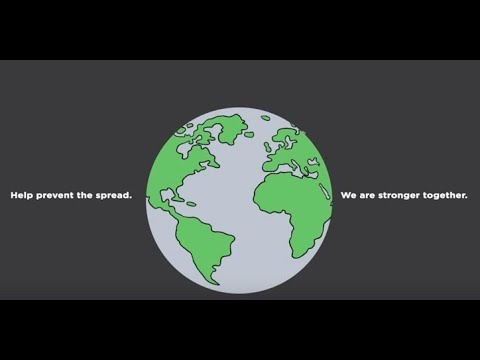 Help prevent the spread.
We are stronger together.